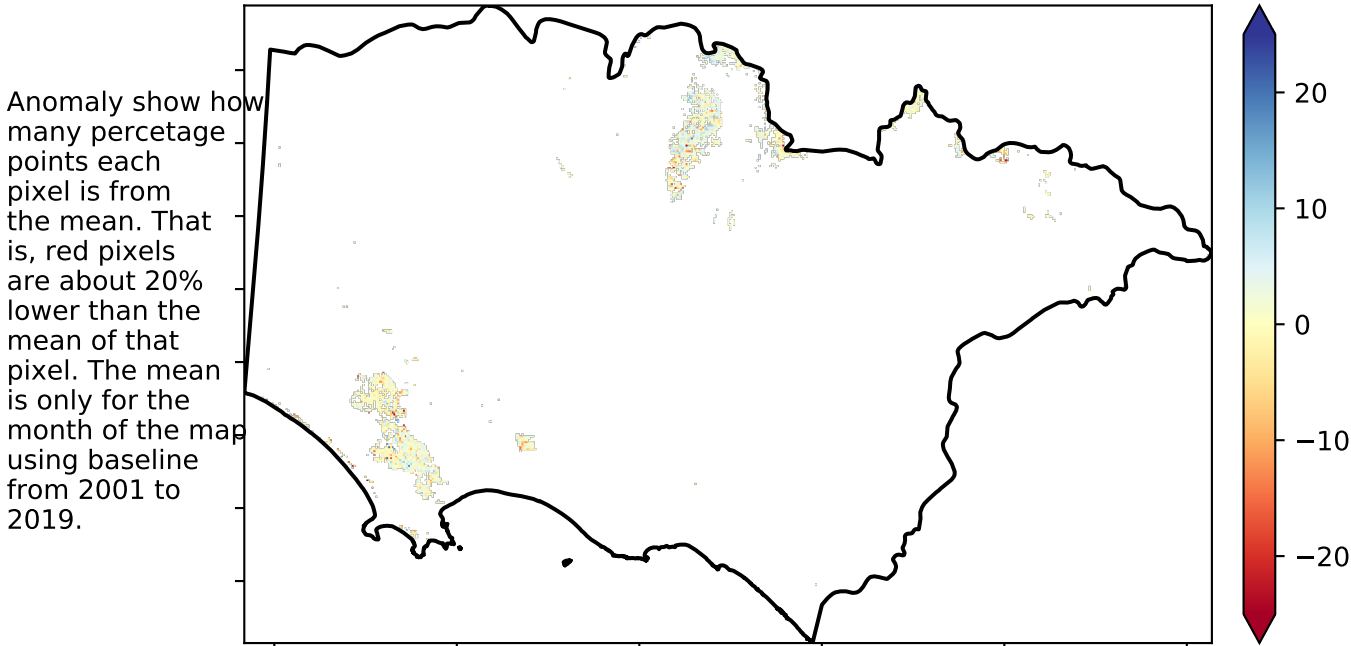 Anomaly show how
many percetage
points each
pixel is from
the mean. That
is, red pixels
are about 20%
lower than the
mean of that
pixel. The mean
is only for the
month of the map
using baseline
from 2001 to
2019.
20
10
0
−10
−20